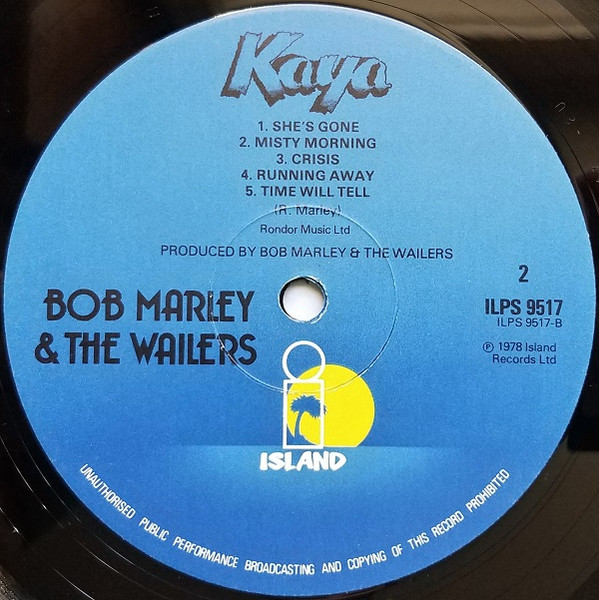 Kaya
1. SHE'S GONE
2. MISTY MORNING
3. CRISIS
4. RUNNING AWAY
5. TIME WILL TELL
(R. Marley)
Rondor Music Ltd
PRODUCED BY BOB MARLEY & THE WAILERS
BOB MARLEY
& THE WAILERS
2
ILPS 9517
ILPS 9517-B
℗ 1978 Island
Records Ltd
ISLAND
UNAUTHORISED PUBLIC PERFORMANCE BROADCASTING AND COPYING OF THIS RECORD PROHIBITED